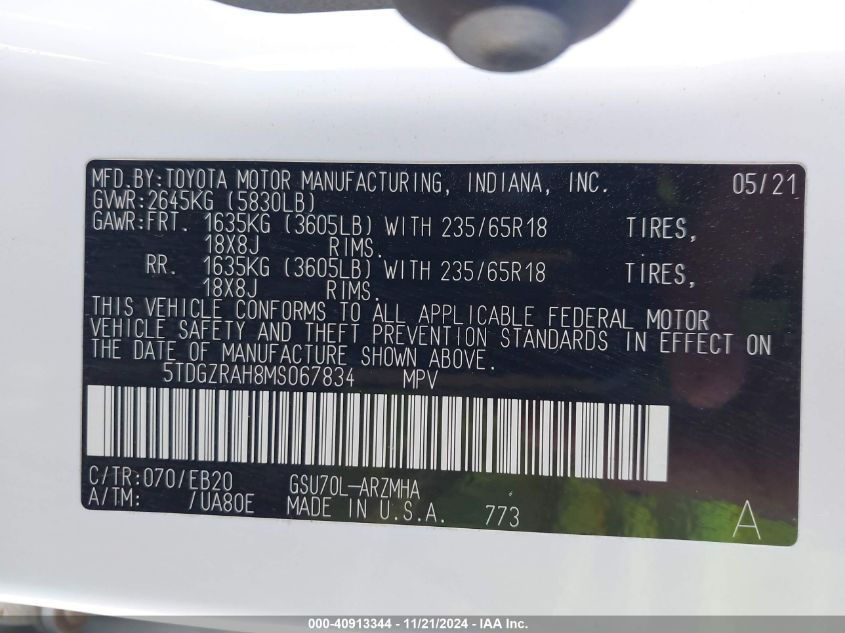 MFD.BY:TOYOTA MOTOR MANUFACTURING, INDIANA, INC. 05/21
GVWR:2645KG (5830LB)
GAWR:FRT. 1635KG (3605LB) WITH 235/65R18 TIRES,
18X8J RIMS.
RR. 1635KG (3605LB) WITH 235/65R18 TIRES,
18X8J RIMS.
THIS VEHICLE CONFORMS TO ALL APPLICABLE FEDERAL MOTOR
VEHICLE SAFETY AND THEFT PREVENTION STANDARDS IN EFFECT ON
THE DATE OF MANUFACTURE SHOWN ABOVE.
5TDGZRAH8MS067834 MPV
C/TR:070/EB20 GSU70L-ARZMHA
A/TM: /UA80E MADE IN U.S.A. 773 A
000-40913344 - 11/21/2024 - IAA Inc.